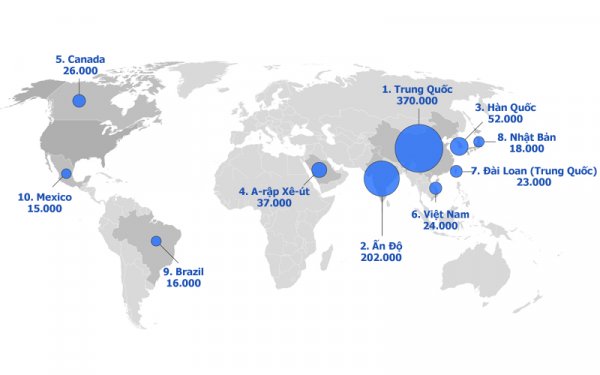 5. Canada
26.000
1. Trung Quốc
370.000
3. Hàn Quốc
52.000
8. Nhật Bản
18.000
7. Đài Loan (Trung Quốc)
23.000
4. A-rập Xê-út
37.000
10. Mexico
15.000
6. Việt Nam
24.000
2. Ấn Độ
202.000
9. Brazil
16.000